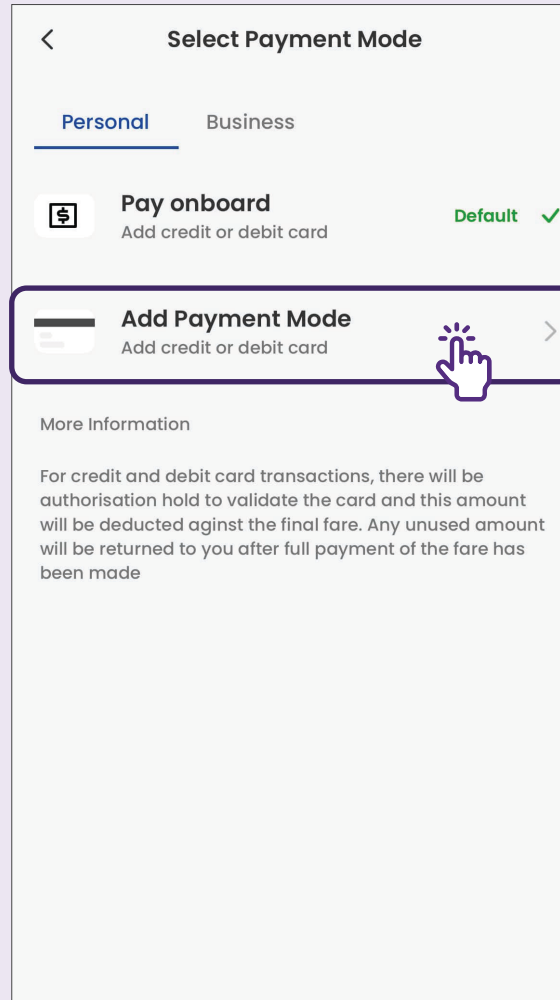 Select Payment Mode
Personal Business
Pay onboard
Add credit or debit card
Default
Add Payment Mode
Add credit or debit card
More Information
For credit and debit card transactions, there will be
authorisation hold to validate the card and this amount
will be deducted aginst the final fare. Any unused amount
will be returned to you after full payment of the fare has
been made